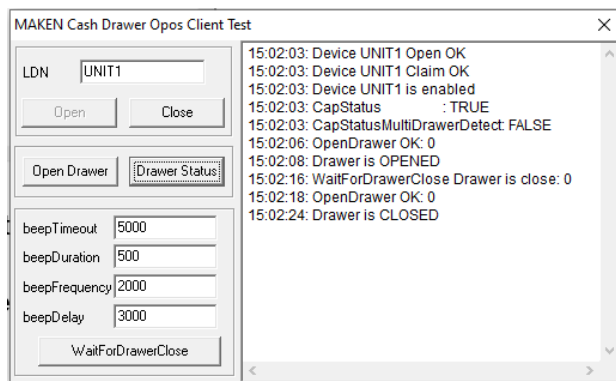 MAKEN Cash Drawer Opos Client Test
LDN UNIT1
Open Close
Open Drawer Drawer Status
beepTimeout 5000
beepDuration 500
beepFrequency 2000
beepDelay 3000
WaitForDrawerClose
15:02:03: Device UNIT1 Open OK
15:02:03: Device UNIT1 Claim OK
15:02:03: Device UNIT1 is enabled
15:02:03: CapStatus : TRUE
15:02:03: CapStatusMultiDrawerDetect: FALSE
15:02:06: OpenDrawer OK: 0
15:02:08: Drawer is OPENED
15:02:16: WaitForDrawerClose Drawer is close: 0
15:02:18: OpenDrawer OK: 0
15:02:24: Drawer is CLOSED